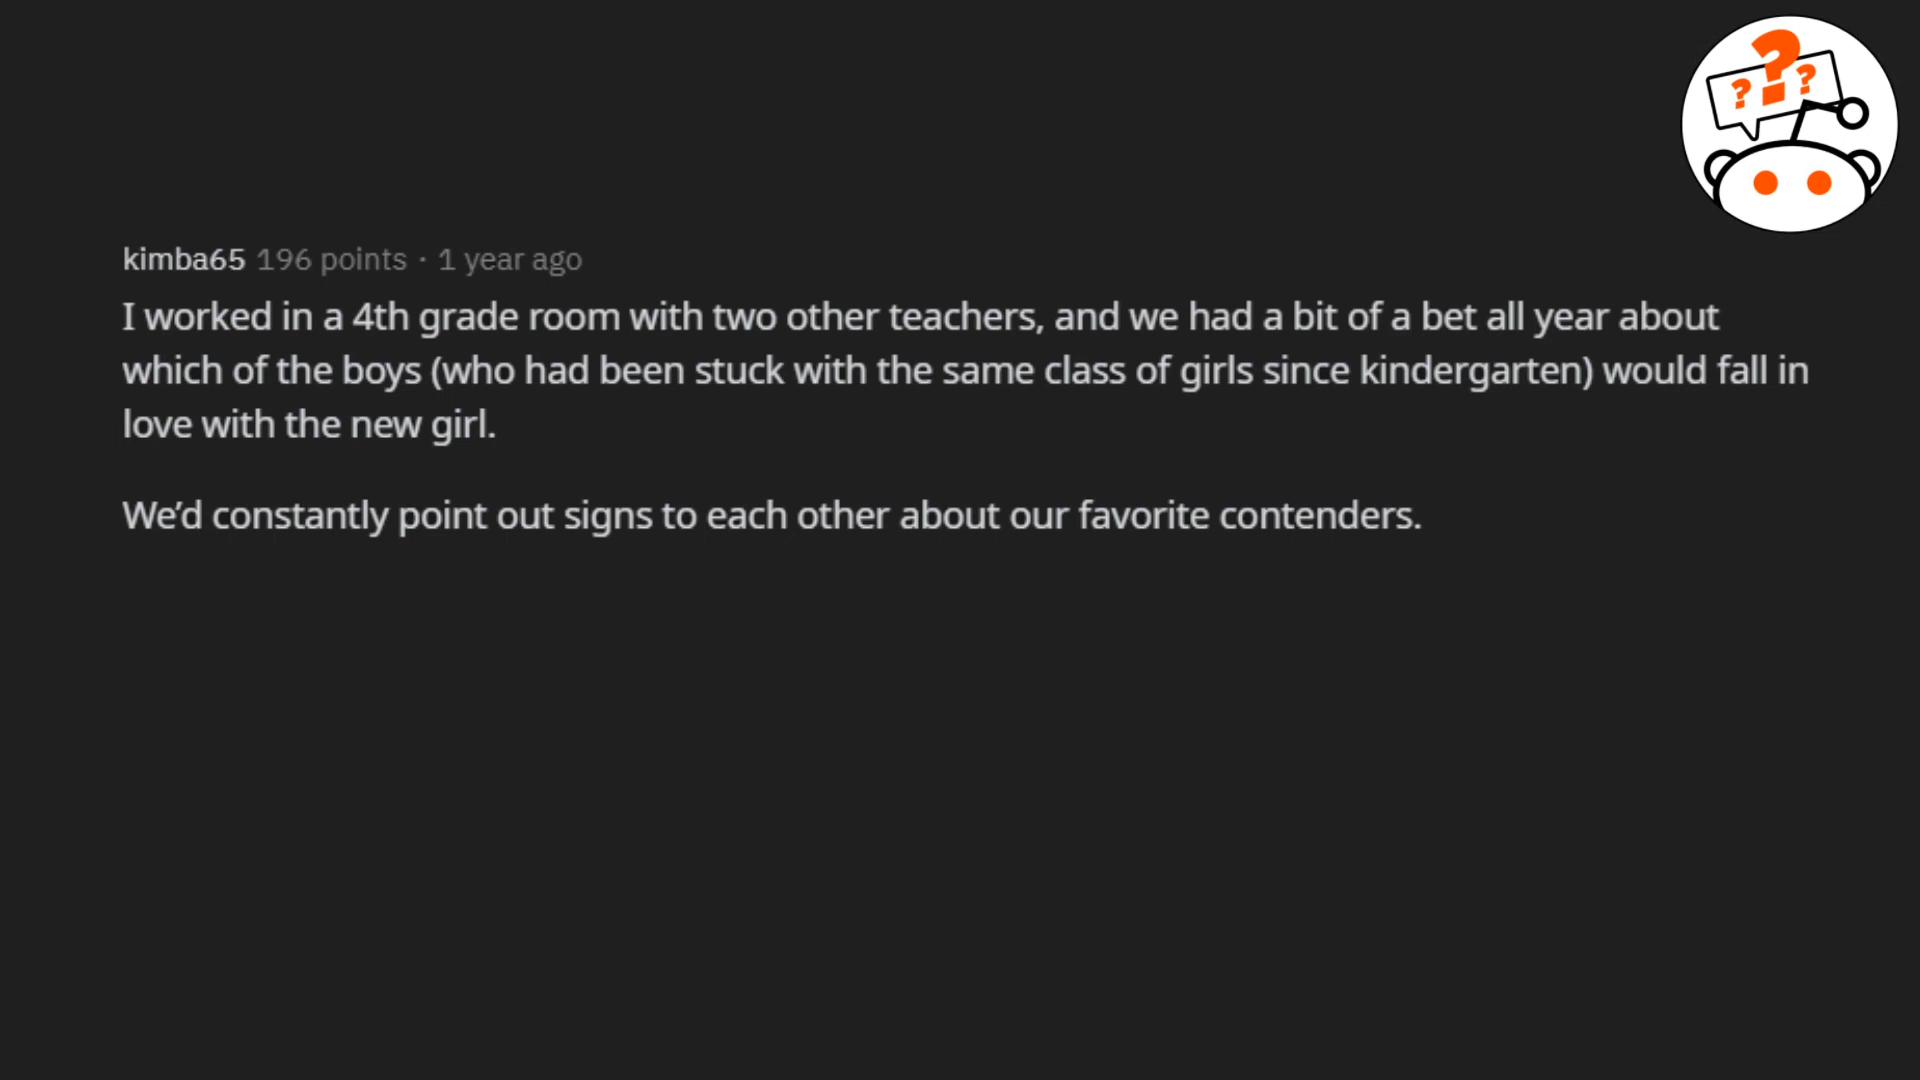 ? ? ?
kimba65 196 points · 1 year ago
I worked in a 4th grade room with two other teachers, and we had a bit of a bet all year about
which of the boys (who had been stuck with the same class of girls since kindergarten) would fall in
love with the new girl.
We’d constantly point out signs to each other about our favorite contenders.